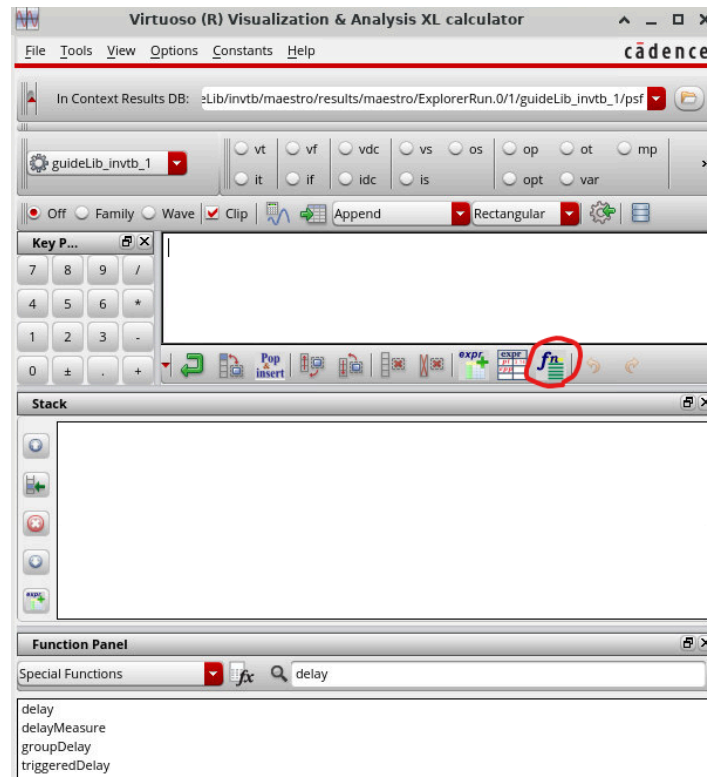 Virtuoso (R) Visualization & Analysis XL calculator
File Tools View Options Constants Help cādence
In Context Results DB: eLib/invtb/maestro/results/maestro/ExplorerRun.0/1/guideLib_invtb_1/psf
guideLib_invtb_1
vt vf vdc vs os op ot mp
it if idc is opt var
Off Family Wave Clip Append Rectangular
Key P...
7 8 9 /
4 5 6 *
1 2 3 -
0 ± . +
Pop & insert expr expr fn
Stack
expr
Function Panel
Special Functions fx delay
delay
delayMeasure
groupDelay
triggeredDelay